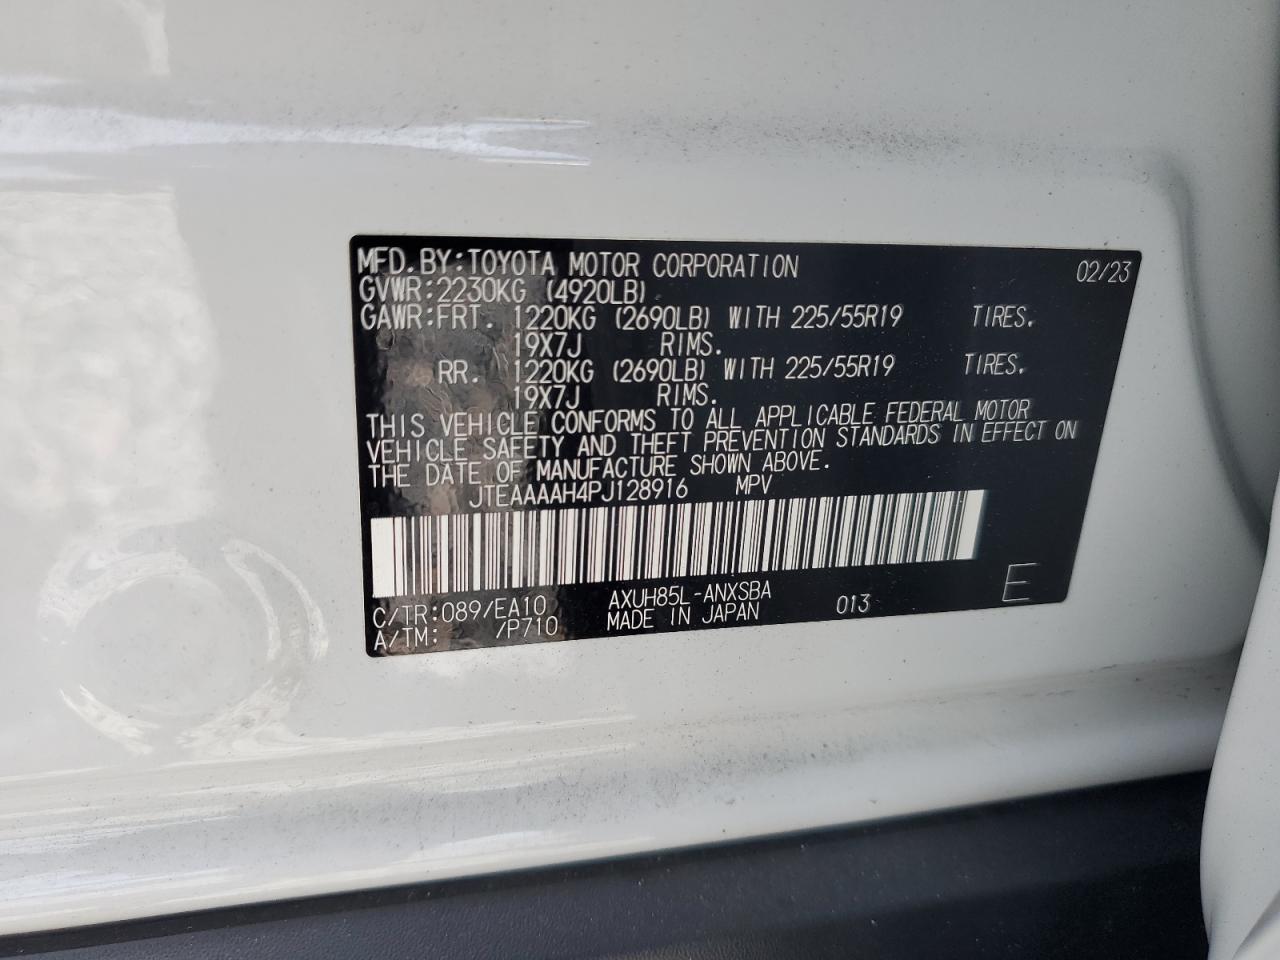 MFD.BY:TOYOTA MOTOR CORPORATION 02/23
GVWR:2230KG (4920LB)
GAWR:FRT. 1220KG (2690LB) WITH 225/55R19 TIRES.
19X7J RIMS.
RR. 1220KG (2690LB) WITH 225/55R19 TIRES.
19X7J RIMS.
THIS VEHICLE CONFORMS TO ALL APPLICABLE FEDERAL MOTOR
VEHICLE SAFETY AND THEFT PREVENTION STANDARDS IN EFFECT ON
THE DATE OF MANUFACTURE SHOWN ABOVE.
JTEAAAAH4PJ128916 MPV
C/TR:089/EA10 AXUH85L-ANXSBA 013 E
A/TM: /P710 MADE IN JAPAN